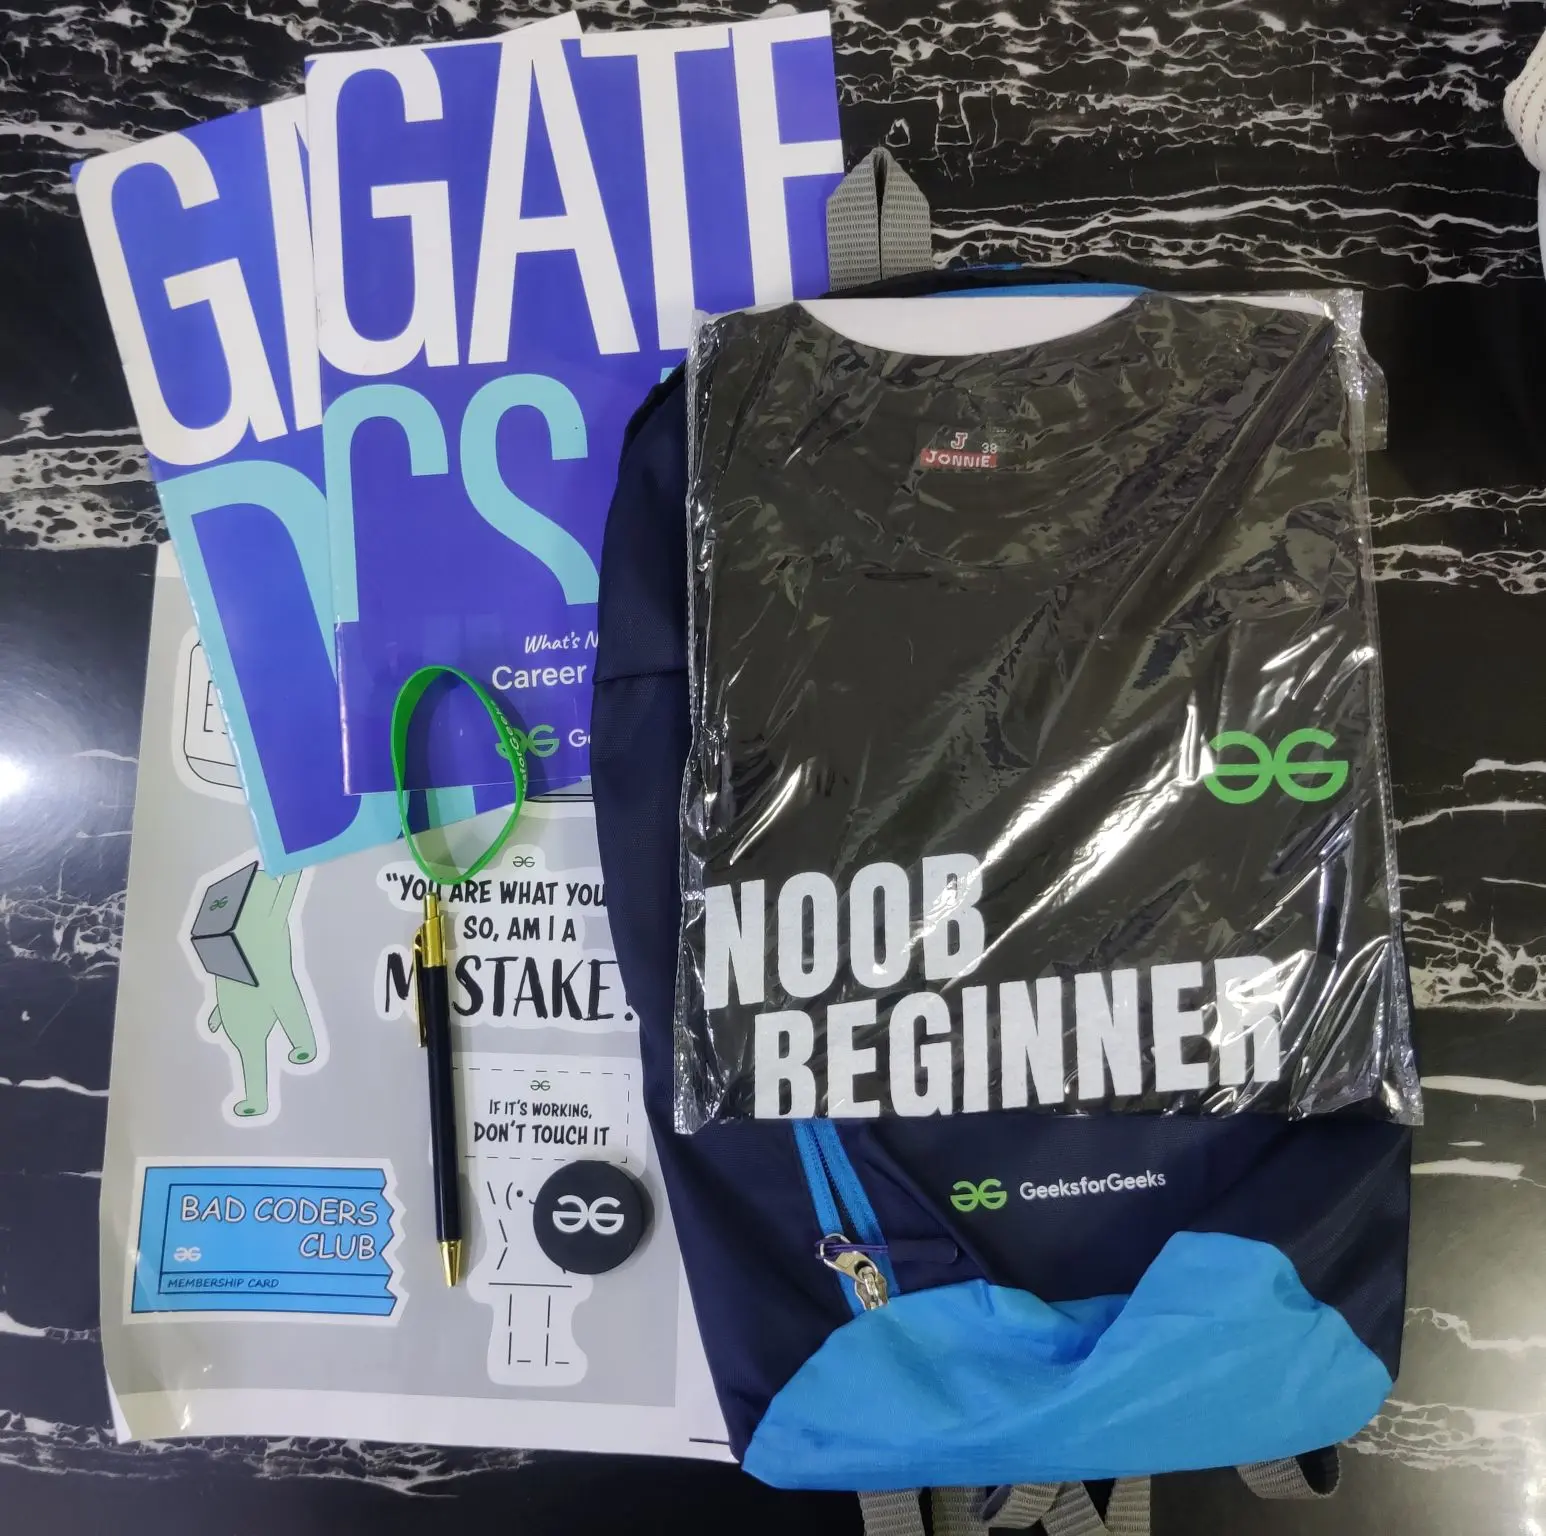 GATE
CS
What's N
Career
Ge
JONNIE
38
NOOB
BEGINNER
GeeksforGeeks
"YOU ARE WHAT YOU
SO, AM I A
MISTAKE?
IF IT'S WORKING,
DON'T TOUCH IT
BAD CODERS
CLUB
MEMBERSHIP CARD